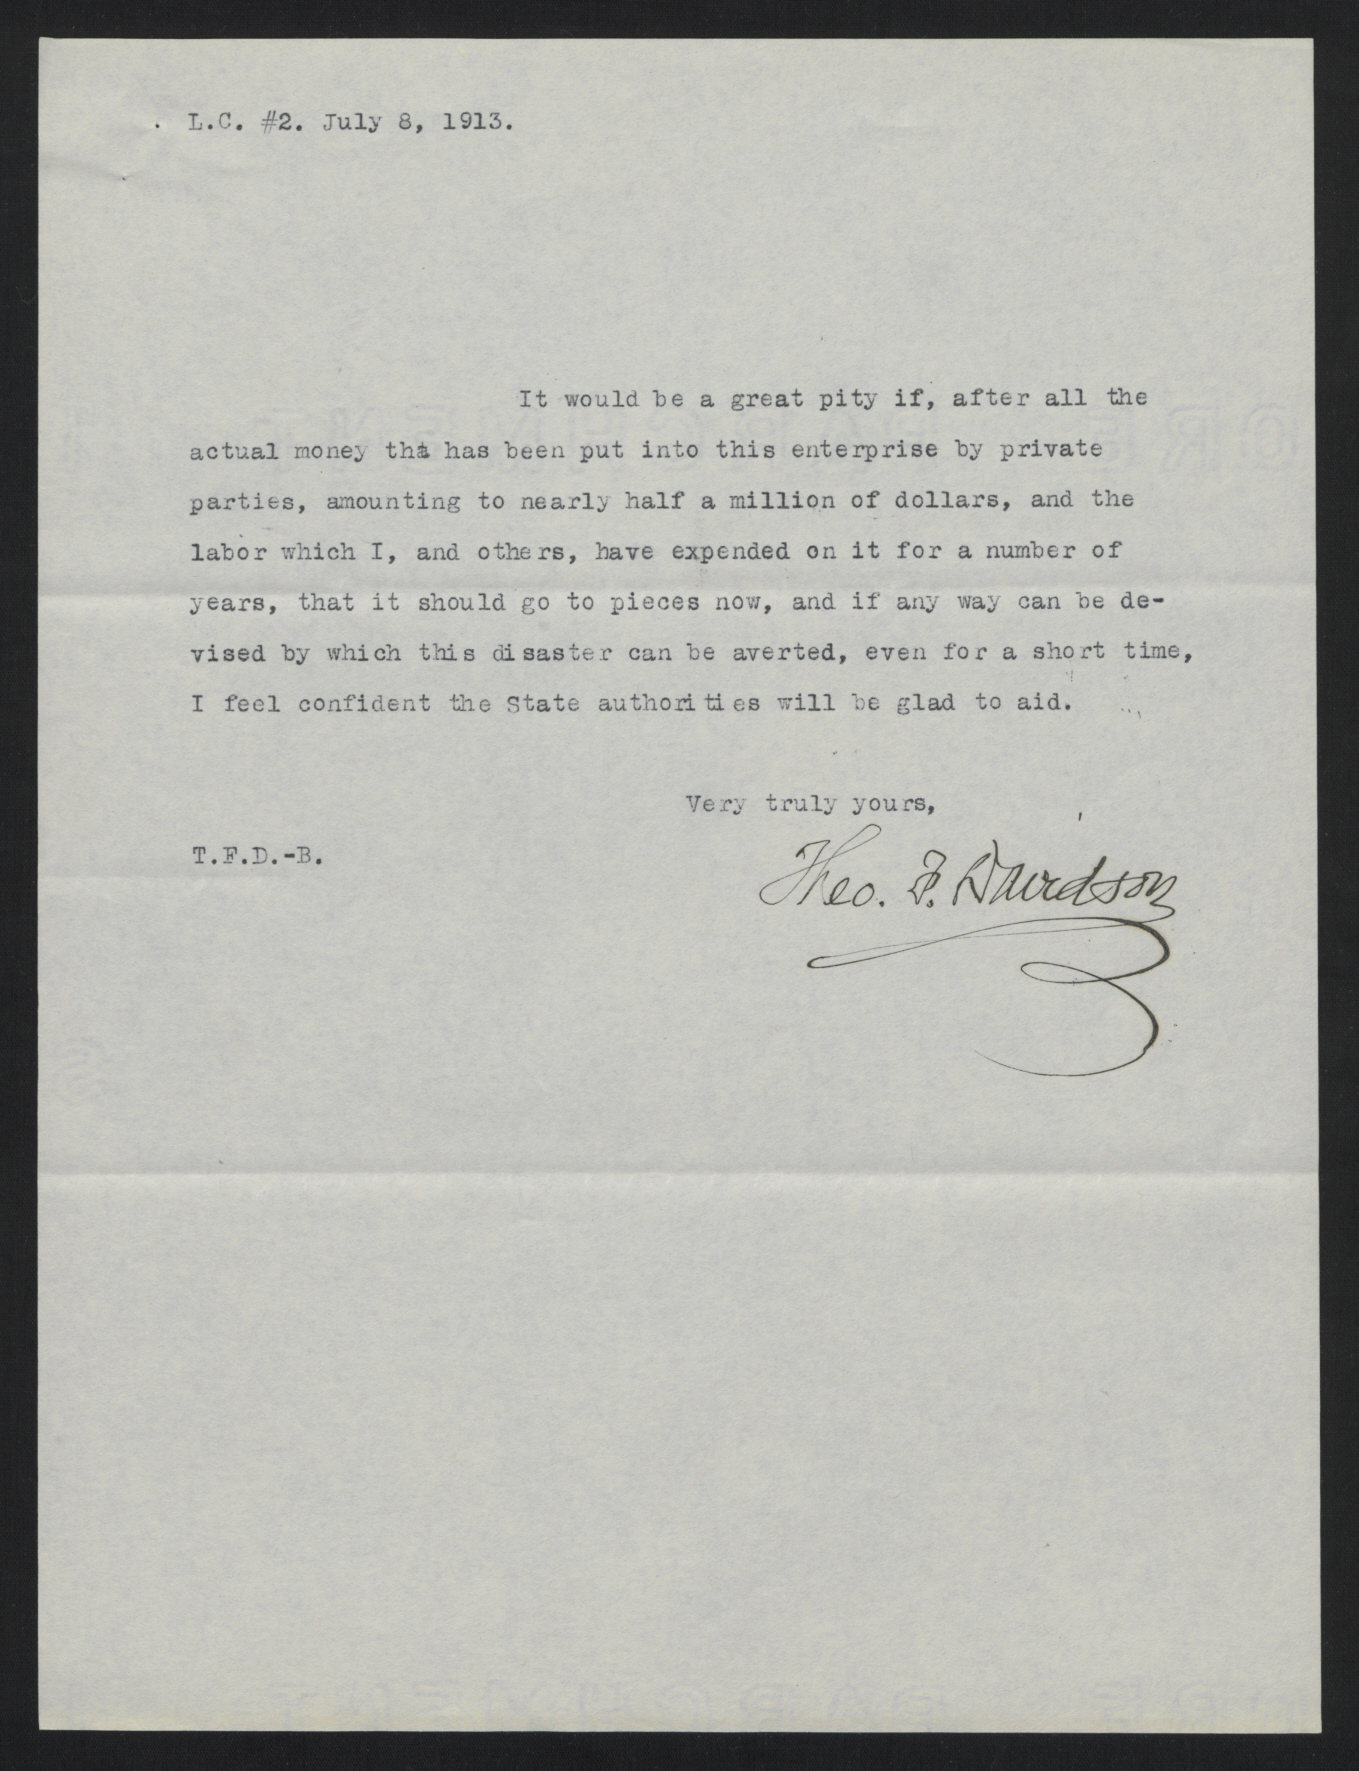 L.C. #2. July 8, 1913.
It would be a great pity if, after all the
actual money that has been put into this enterprise by private
parties, amounting to nearly half a million of dollars, and the
labor which I, and others, have expended on it for a number of
years, that it should go to pieces now, and if any way can be de-
vised by which this disaster can be averted, even for a short time,
I feel confident the State authorities will be glad to aid.
Very truly yours,
T.F.D.-B.
Theo. F. Davidson